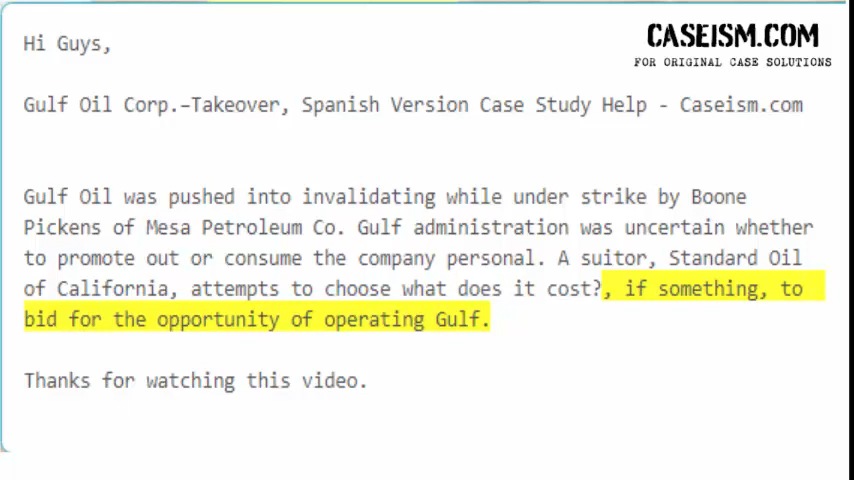 CASEISM.COM
FOR ORIGINAL CASE SOLUTIONS
Hi Guys,
Gulf Oil Corp.–Takeover, Spanish Version Case Study Help - Caseism.com
Gulf Oil was pushed into invalidating while under strike by Boone
Pickens of Mesa Petroleum Co. Gulf administration was uncertain whether
to promote out or consume the company personal. A suitor, Standard Oil
of California, attempts to choose what does it cost?, if something, to
bid for the opportunity of operating Gulf.
Thanks for watching this video.